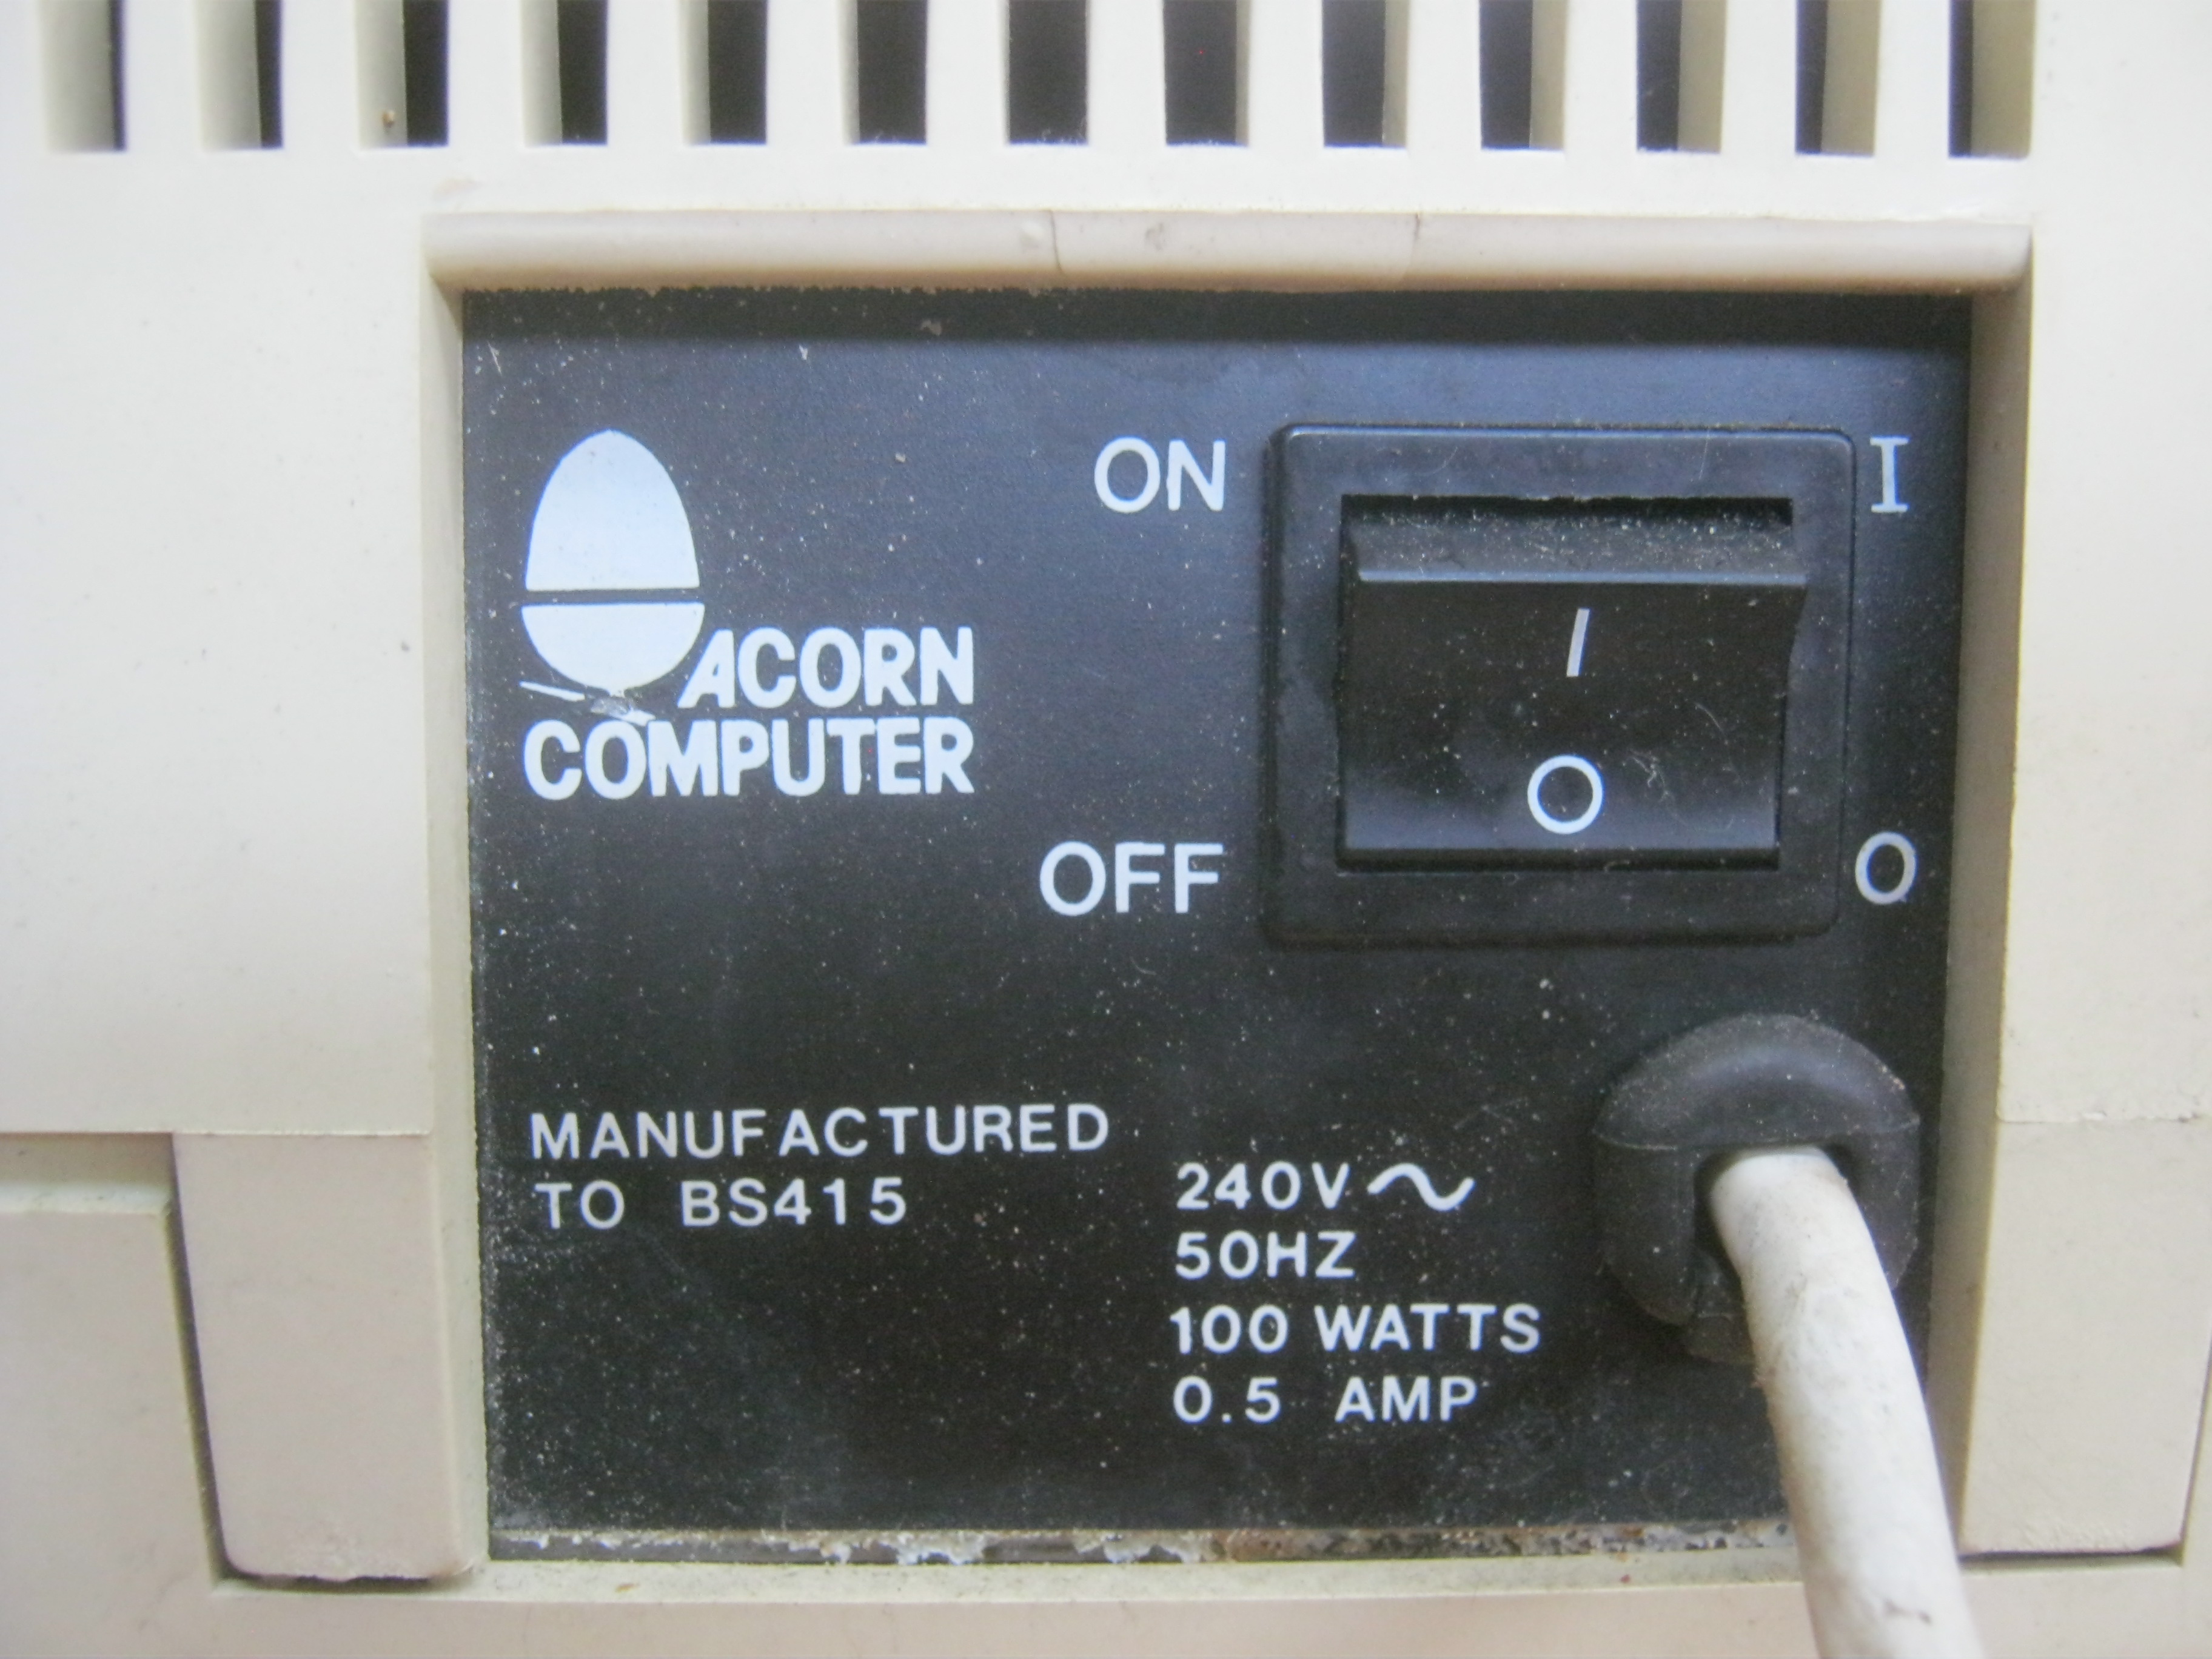 ON I
I
ACORN
COMPUTER
O
OFF O
MANUFACTURED
TO BS415
240V~
50HZ
100 WATTS
0.5 AMP